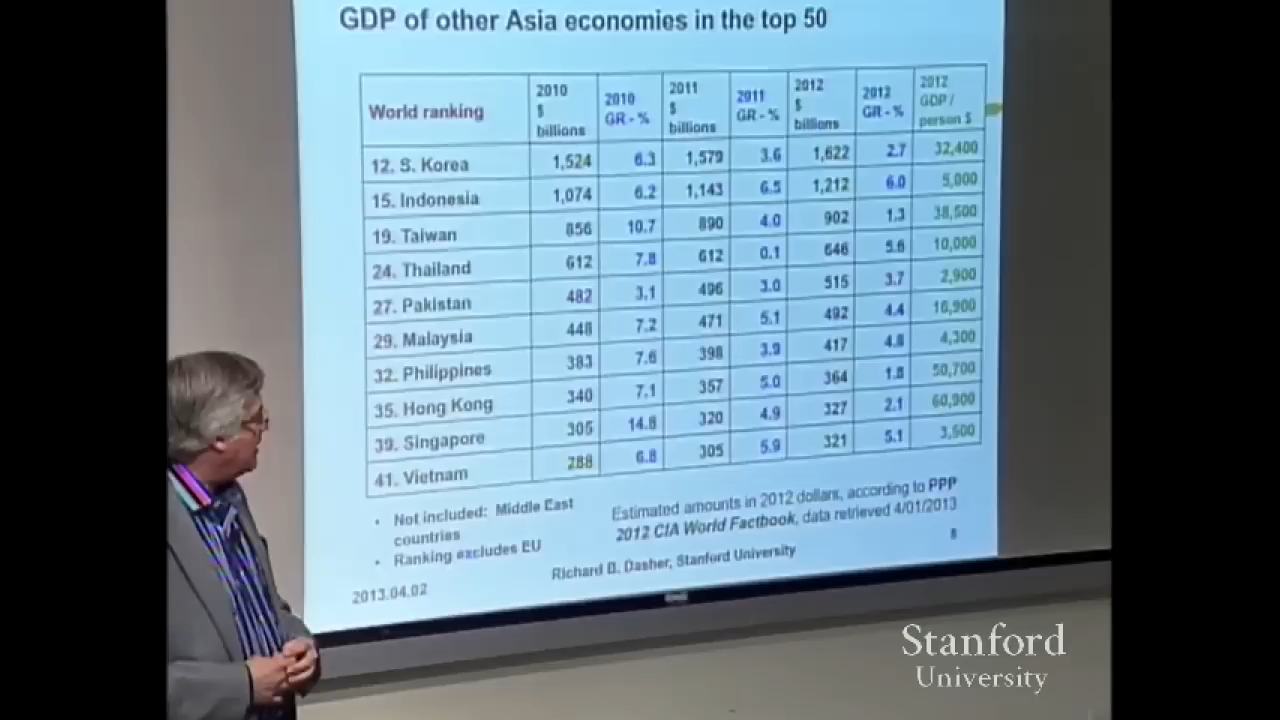 GDP of other Asia economies in the top 50
World ranking 2010 $ billions 2010 GR - % 2011 $ billions 2011 GR - % 2012 $ billions 2012 GR - % 2012 GDP / person $
12. S. Korea 1,524 6.3 1,579 3.6 1,622 2.7 32,400
15. Indonesia 1,074 6.2 1,143 6.5 1,212 6.0 5,000
19. Taiwan 856 10.7 890 4.0 902 1.3 38,500
24. Thailand 612 7.8 612 0.1 646 5.6 10,000
27. Pakistan 482 3.1 496 3.0 515 3.7 2,900
29. Malaysia 448 7.2 471 5.1 492 4.4 16,900
32. Philippines 383 7.6 398 3.9 417 4.8 4,300
35. Hong Kong 340 7.1 357 5.0 364 1.8 50,700
39. Singapore 305 14.8 320 4.9 327 2.1 60,900
41. Vietnam 288 6.8 305 5.9 321 5.1 3,500
• Not included: Middle East
countries
• Ranking excludes EU
Estimated amounts in 2012 dollars, according to PPP
2012 CIA World Factbook, data retrieved 4/01/2013
2013.04.02
Richard B. Dasher, Stanford University
8
Stanford
University